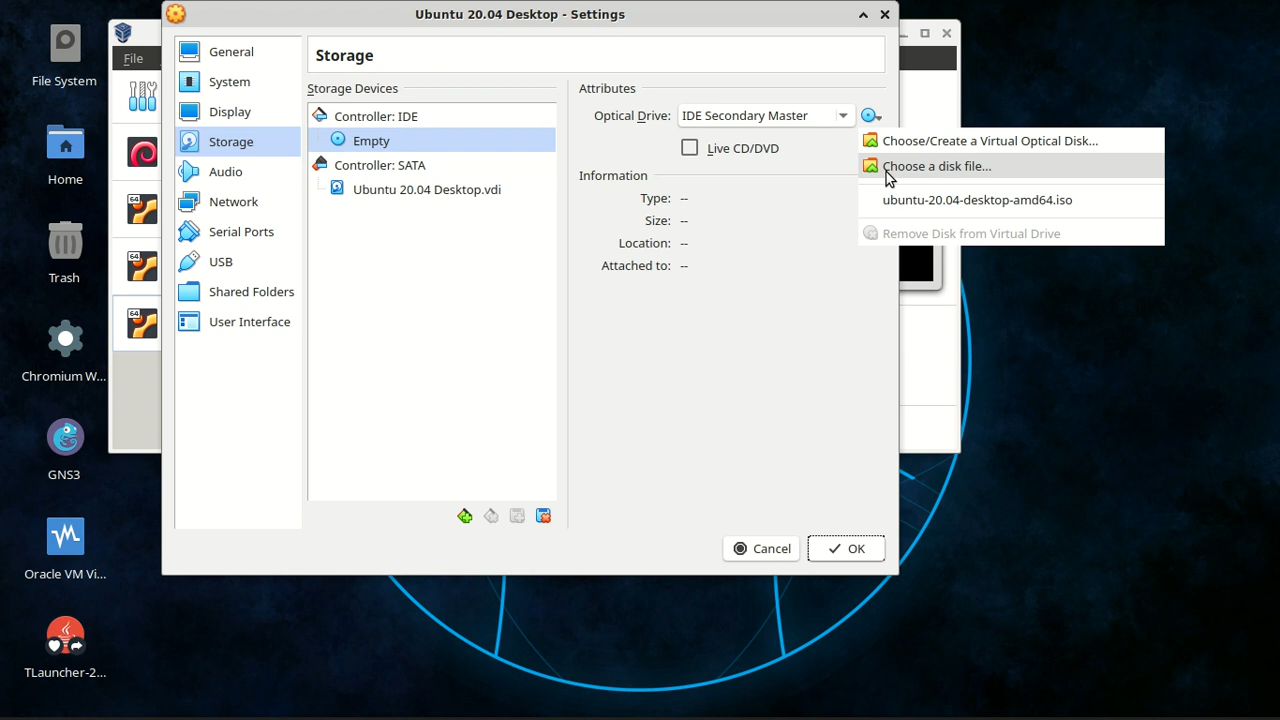 Ubuntu 20.04 Desktop - Settings
File System
Home
Trash
Chromium W...
GNS3
Oracle VM Vi...
TLauncher-2...
File
64
64
64
General
System
Display
Storage
Audio
Network
Serial Ports
USB
Shared Folders
User Interface
Storage
Storage Devices
Controller: IDE
Empty
Controller: SATA
Ubuntu 20.04 Desktop.vdi
Attributes
Optical Drive: IDE Secondary Master
Live CD/DVD
Information
Type: --
Size: --
Location: --
Attached to: --
Choose/Create a Virtual Optical Disk...
Choose a disk file...
ubuntu-20.04-desktop-amd64.iso
Remove Disk from Virtual Drive
Cancel
OK